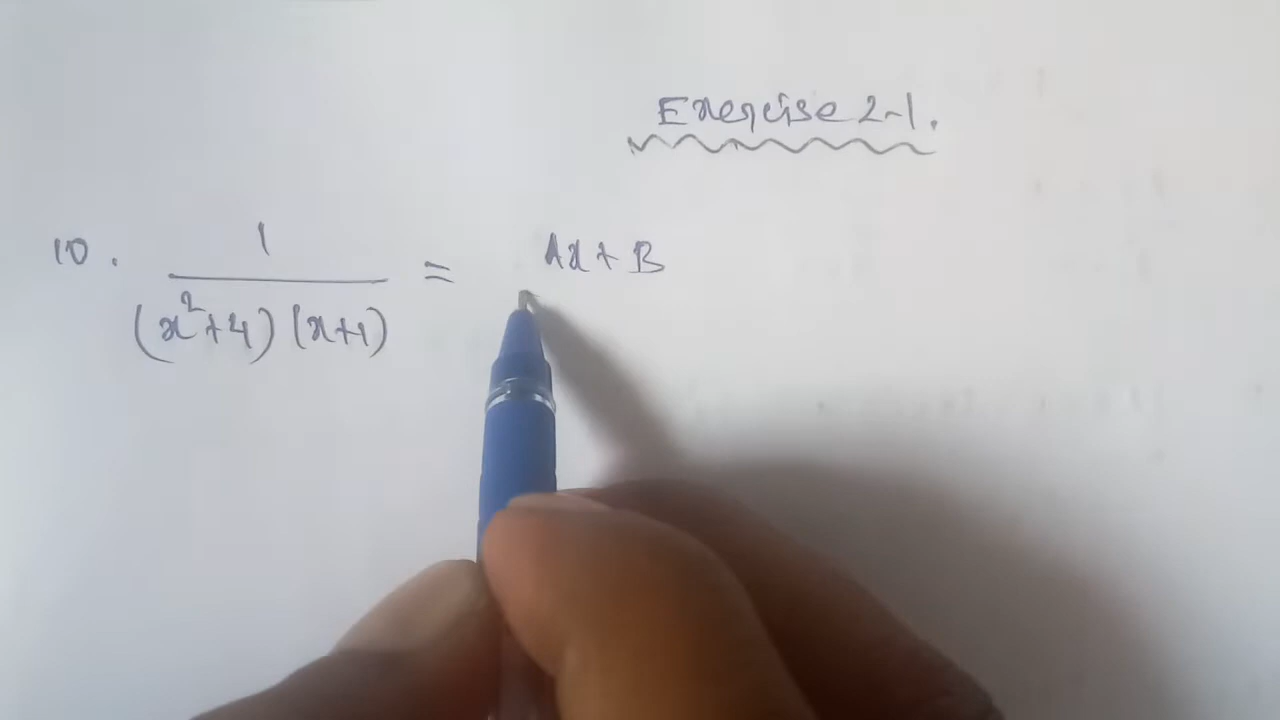 Exercise 2-1.
10. 1 / (x²+4)(x+1) = Ax+B